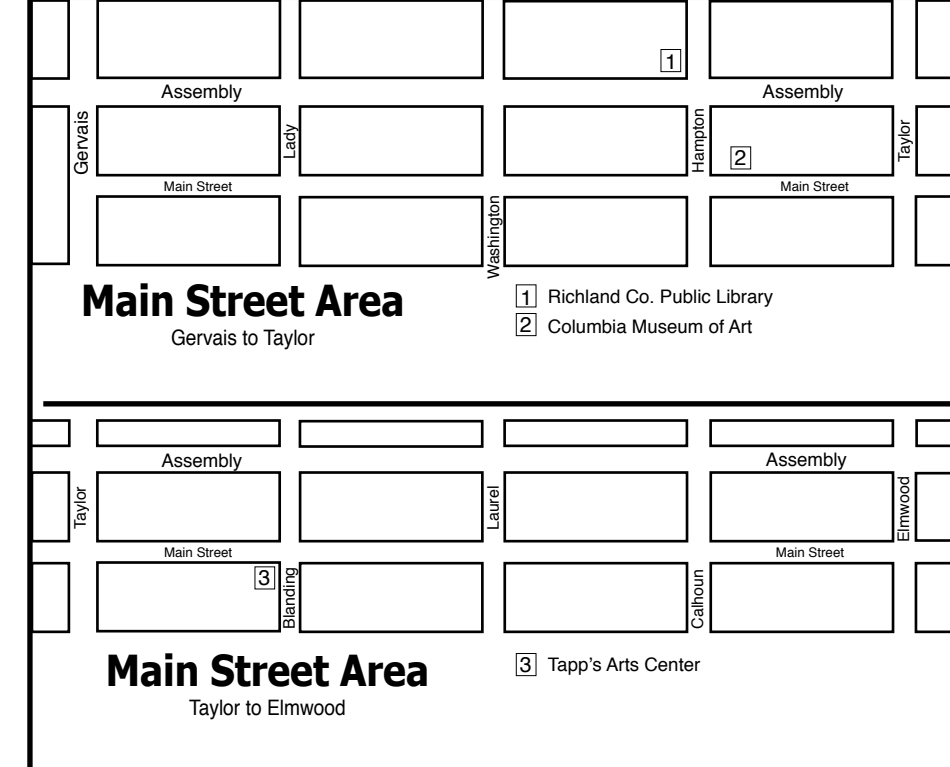 1
Assembly
Assembly
Gervais
Lady
Hampton
Taylor
2
Main Street
Main Street
Washington
Main Street Area
Gervais to Taylor
1 Richland Co. Public Library
2 Columbia Museum of Art
Assembly
Assembly
Taylor
Laurel
Elmwood
Main Street
Main Street
3
Blanding
Calhoun
Main Street Area
Taylor to Elmwood
3 Tapp's Arts Center